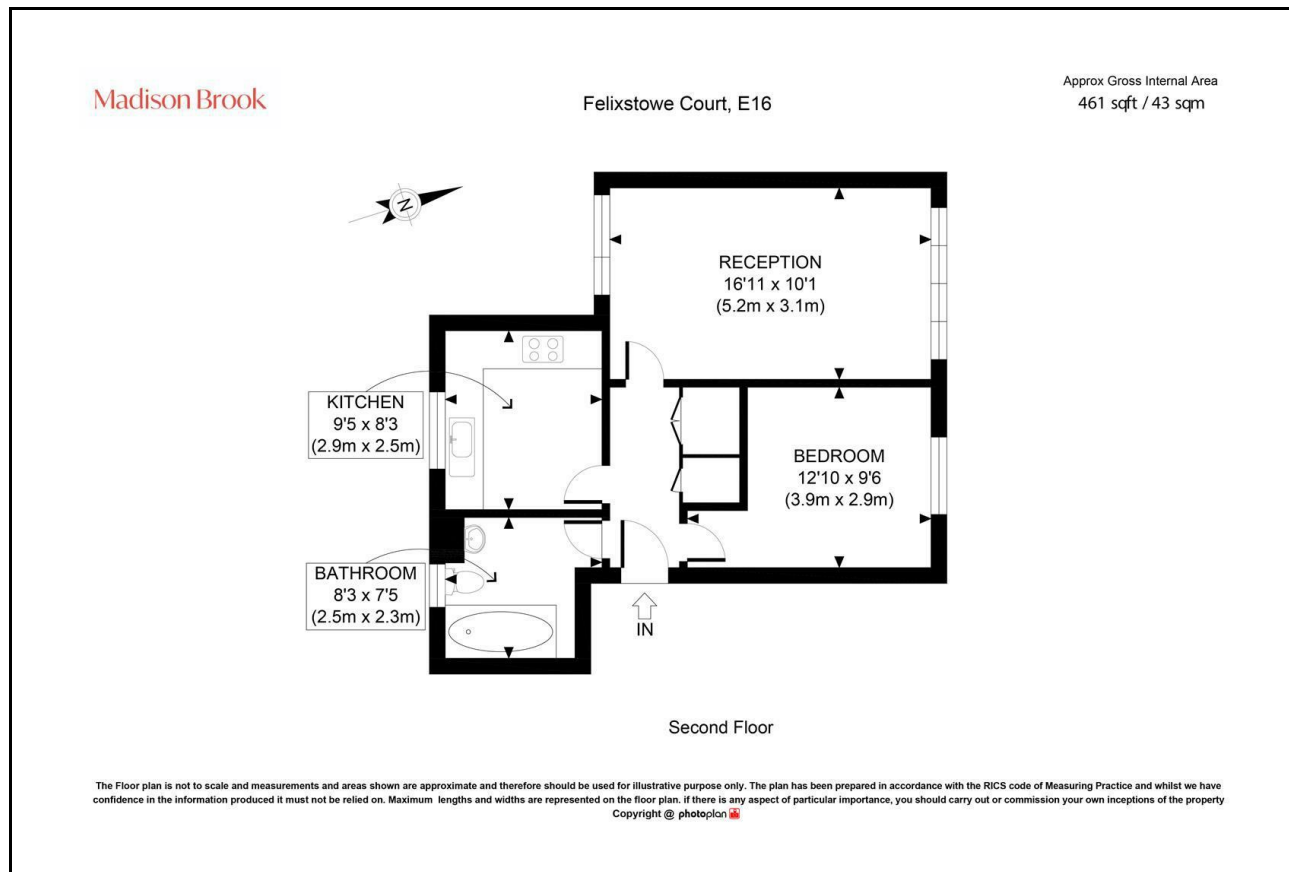 Madison Brook
Felixstowe Court, E16
Approx Gross Internal Area
461 sqft / 43 sqm
N
RECEPTION
16'11 x 10'1
(5.2m x 3.1m)
KITCHEN
9'5 x 8'3
(2.9m x 2.5m)
BEDROOM
12'10 x 9'6
(3.9m x 2.9m)
BATHROOM
8'3 x 7'5
(2.5m x 2.3m)
IN
Second Floor
The Floor plan is not to scale and measurements and areas shown are approximate and therefore should be used for illustrative purpose only. The plan has been prepared in accordance with the RICS code of Measuring Practice and whilst we have
confidence in the information produced it must not be relied on. Maximum lengths and widths are represented on the floor plan. if there is any aspect of particular importance, you should carry out or commission your own inceptions of the property
Copyright @ photoplan